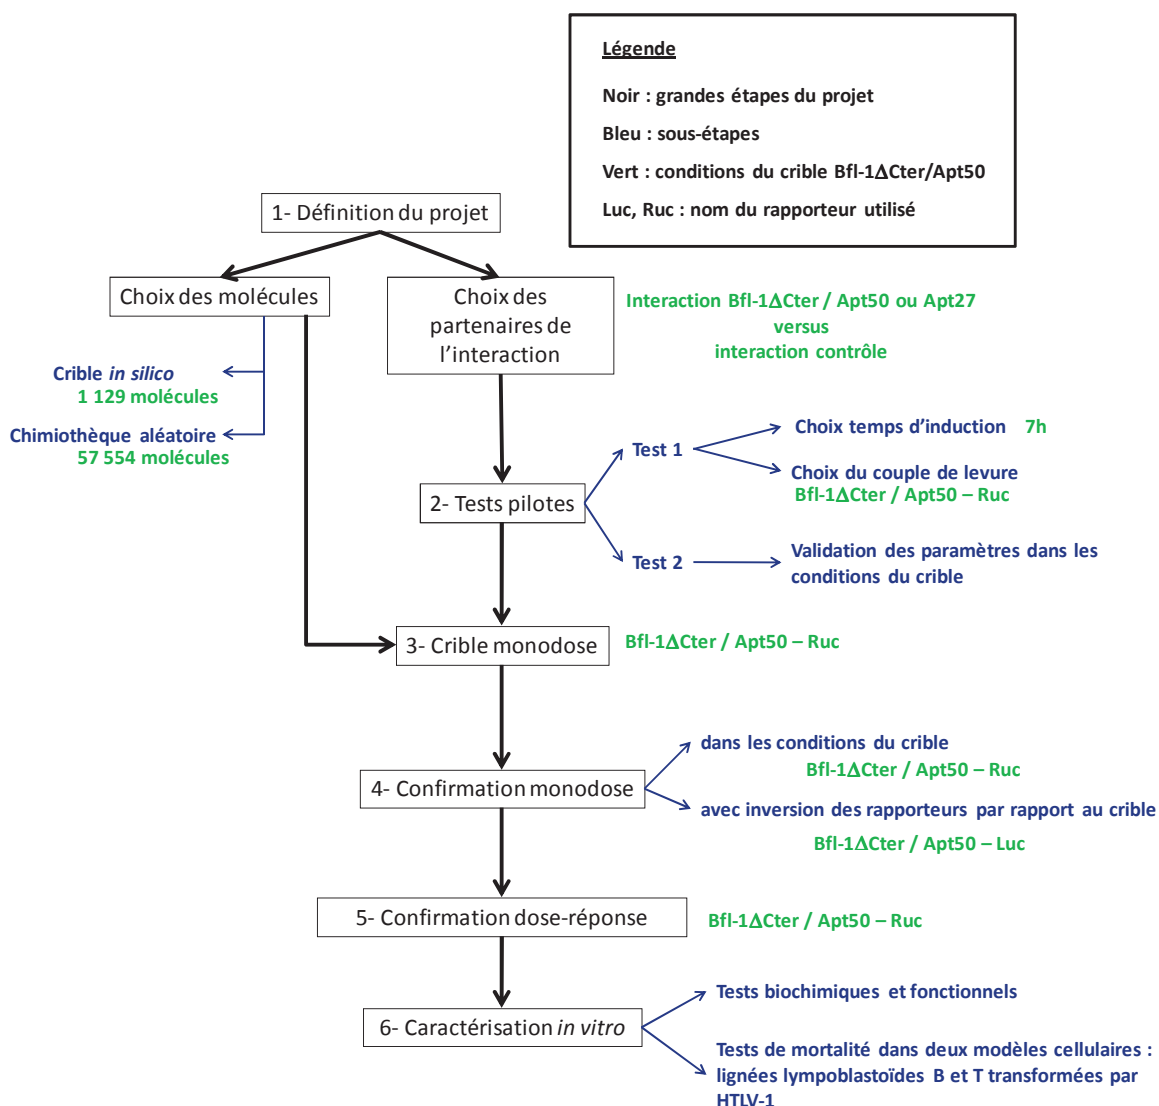 Légende
Noir : grandes étapes du projet
Bleu : sous-étapes
Vert : conditions du crible Bfl-1ΔCter/Apt50
Luc, Ruc : nom du rapporteur utilisé
1- Définition du projet
Choix des molécules
Choix des
partenaires de
l'interaction
Interaction Bfl-1ΔCter / Apt50 ou Apt27
versus
interaction contrôle
Crible in silico
1 129 molécules
Chimiothèque aléatoire
57 554 molécules
2- Tests pilotes
Test 1
Choix temps d'induction 7h
Choix du couple de levure
Bfl-1ΔCter / Apt50 – Ruc
Test 2
Validation des paramètres dans les
conditions du crible
3- Crible monodose
Bfl-1ΔCter / Apt50 – Ruc
4- Confirmation monodose
dans les conditions du crible
Bfl-1ΔCter / Apt50 – Ruc
avec inversion des rapporteurs par rapport au crible
Bfl-1ΔCter / Apt50 – Luc
5- Confirmation dose-réponse
Bfl-1ΔCter / Apt50 – Ruc
6- Caractérisation in vitro
Tests biochimiques et fonctionnels
Tests de mortalité dans deux modèles cellulaires :
lignées lympoblastoïdes B et T transformées par
HTLV-1